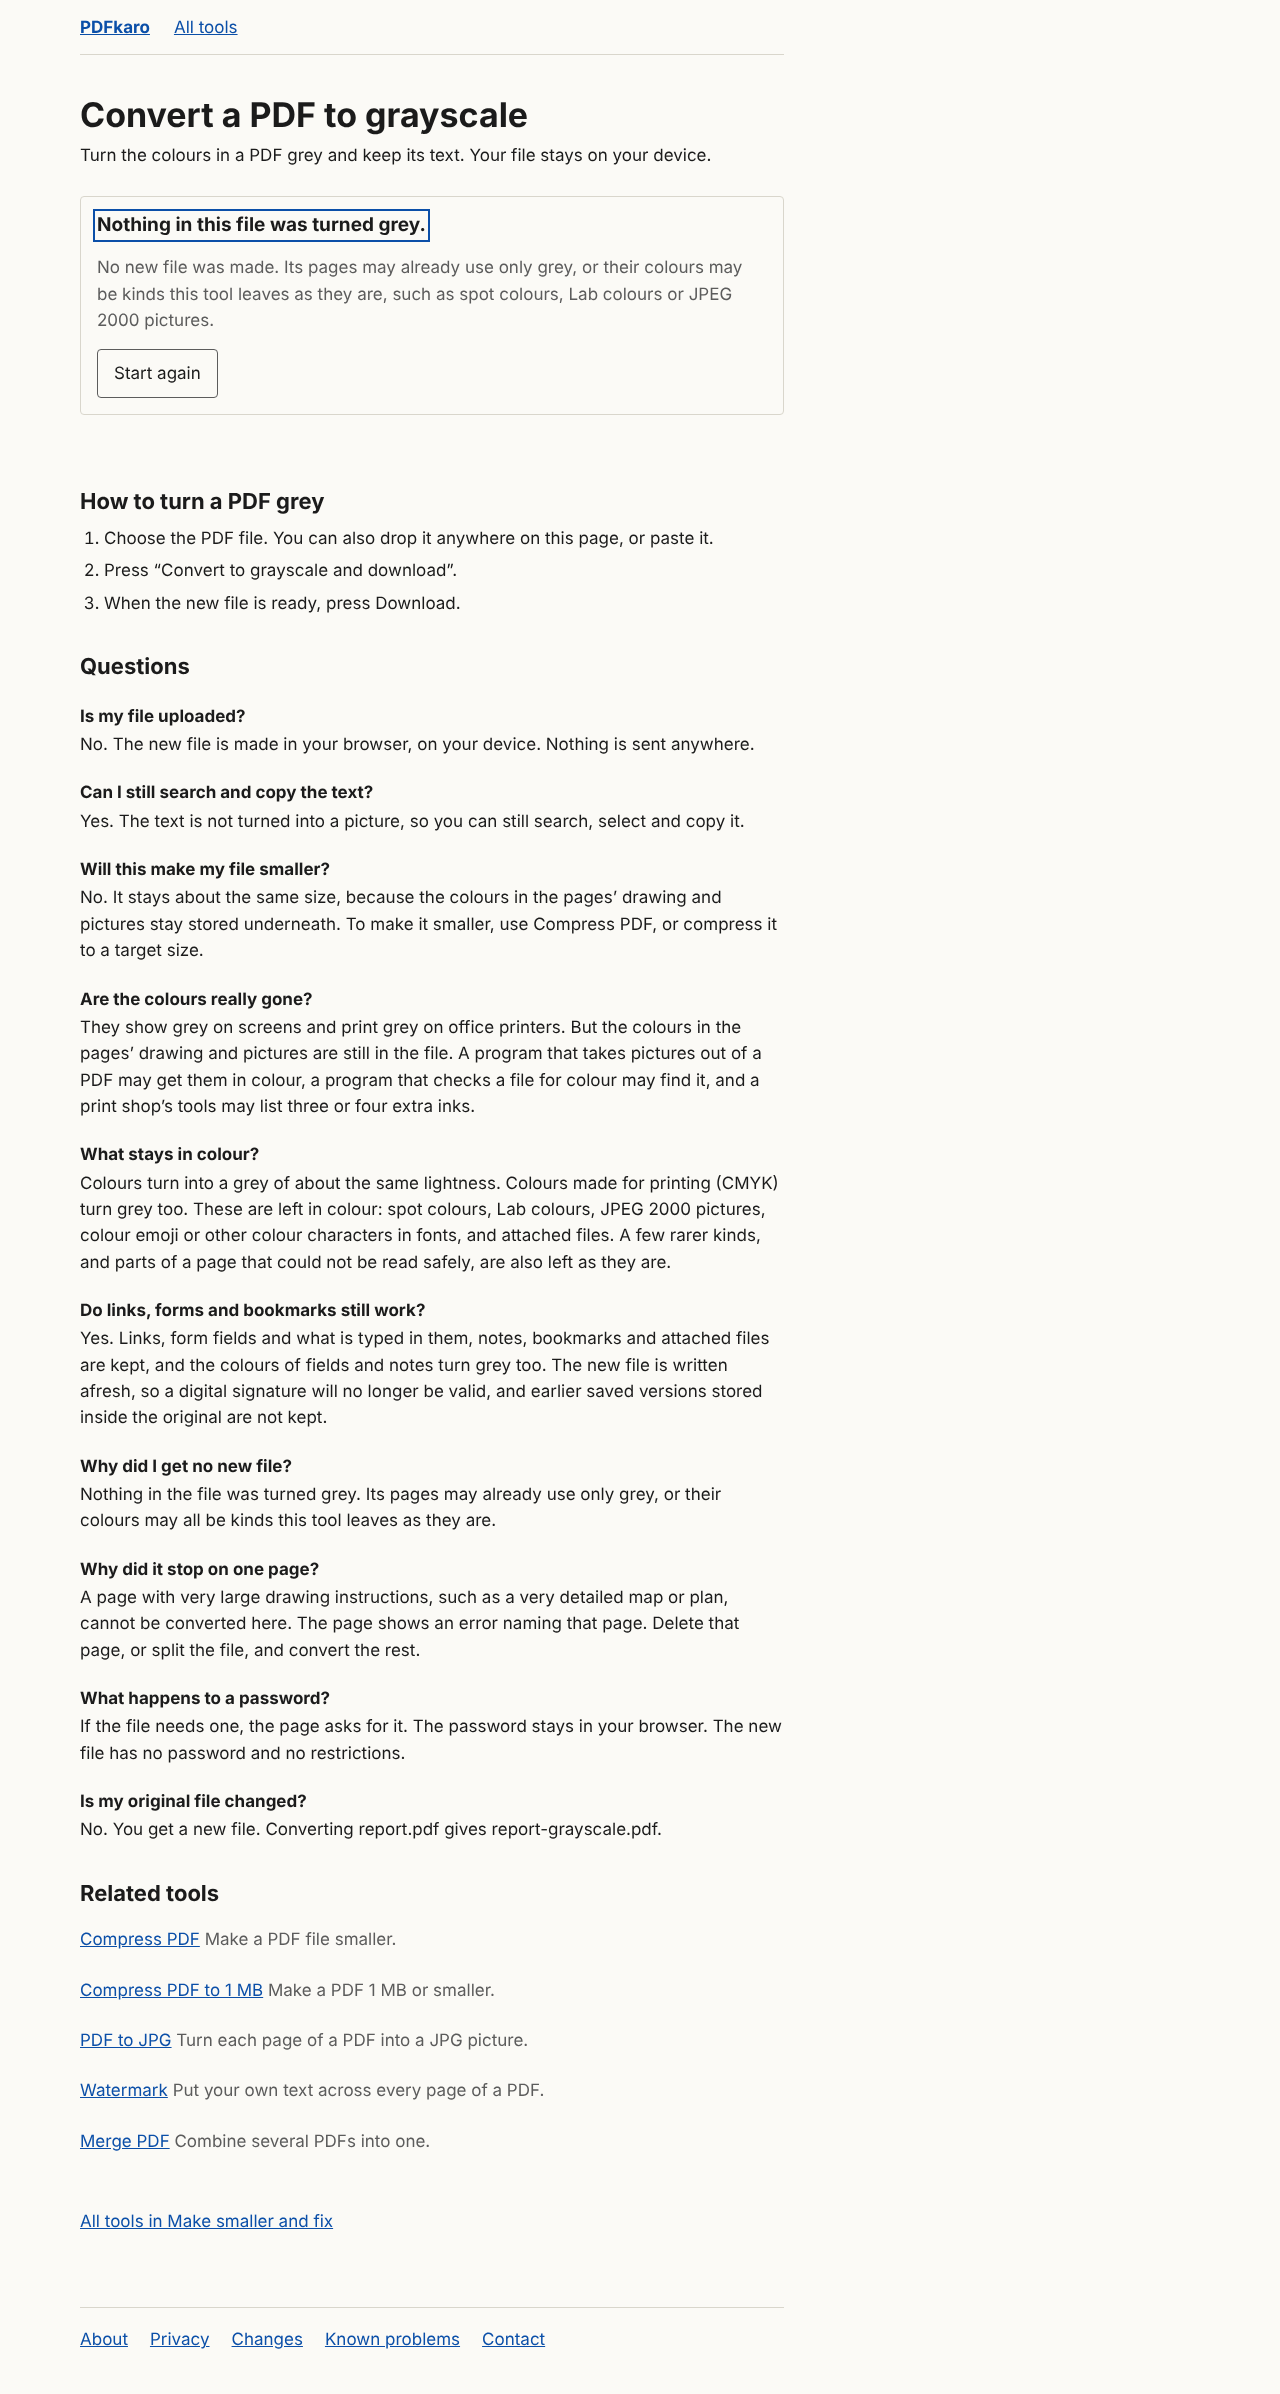 PDFkaro All tools
Convert a PDF to grayscale
Turn the colours in a PDF grey and keep its text. Your file stays on your device.
Nothing in this file was turned grey.
No new file was made. Its pages may already use only grey, or their colours may
be kinds this tool leaves as they are, such as spot colours, Lab colours or JPEG
2000 pictures.
Start again
How to turn a PDF grey
1. Choose the PDF file. You can also drop it anywhere on this page, or paste it.
2. Press “Convert to grayscale and download”.
3. When the new file is ready, press Download.
Questions
Is my file uploaded?
No. The new file is made in your browser, on your device. Nothing is sent anywhere.
Can I still search and copy the text?
Yes. The text is not turned into a picture, so you can still search, select and copy it.
Will this make my file smaller?
No. It stays about the same size, because the colours in the pages’ drawing and
pictures stay stored underneath. To make it smaller, use Compress PDF, or compress it
to a target size.
Are the colours really gone?
They show grey on screens and print grey on office printers. But the colours in the
pages’ drawing and pictures are still in the file. A program that takes pictures out of a
PDF may get them in colour, a program that checks a file for colour may find it, and a
print shop’s tools may list three or four extra inks.
What stays in colour?
Colours turn into a grey of about the same lightness. Colours made for printing (CMYK)
turn grey too. These are left in colour: spot colours, Lab colours, JPEG 2000 pictures,
colour emoji or other colour characters in fonts, and attached files. A few rarer kinds,
and parts of a page that could not be read safely, are also left as they are.
Do links, forms and bookmarks still work?
Yes. Links, form fields and what is typed in them, notes, bookmarks and attached files
are kept, and the colours of fields and notes turn grey too. The new file is written
afresh, so a digital signature will no longer be valid, and earlier saved versions stored
inside the original are not kept.
Why did I get no new file?
Nothing in the file was turned grey. Its pages may already use only grey, or their
colours may all be kinds this tool leaves as they are.
Why did it stop on one page?
A page with very large drawing instructions, such as a very detailed map or plan,
cannot be converted here. The page shows an error naming that page. Delete that
page, or split the file, and convert the rest.
What happens to a password?
If the file needs one, the page asks for it. The password stays in your browser. The new
file has no password and no restrictions.
Is my original file changed?
No. You get a new file. Converting report.pdf gives report-grayscale.pdf.
Related tools
Compress PDF Make a PDF file smaller.
Compress PDF to 1 MB Make a PDF 1 MB or smaller.
PDF to JPG Turn each page of a PDF into a JPG picture.
Watermark Put your own text across every page of a PDF.
Merge PDF Combine several PDFs into one.
All tools in Make smaller and fix
About Privacy Changes Known problems Contact